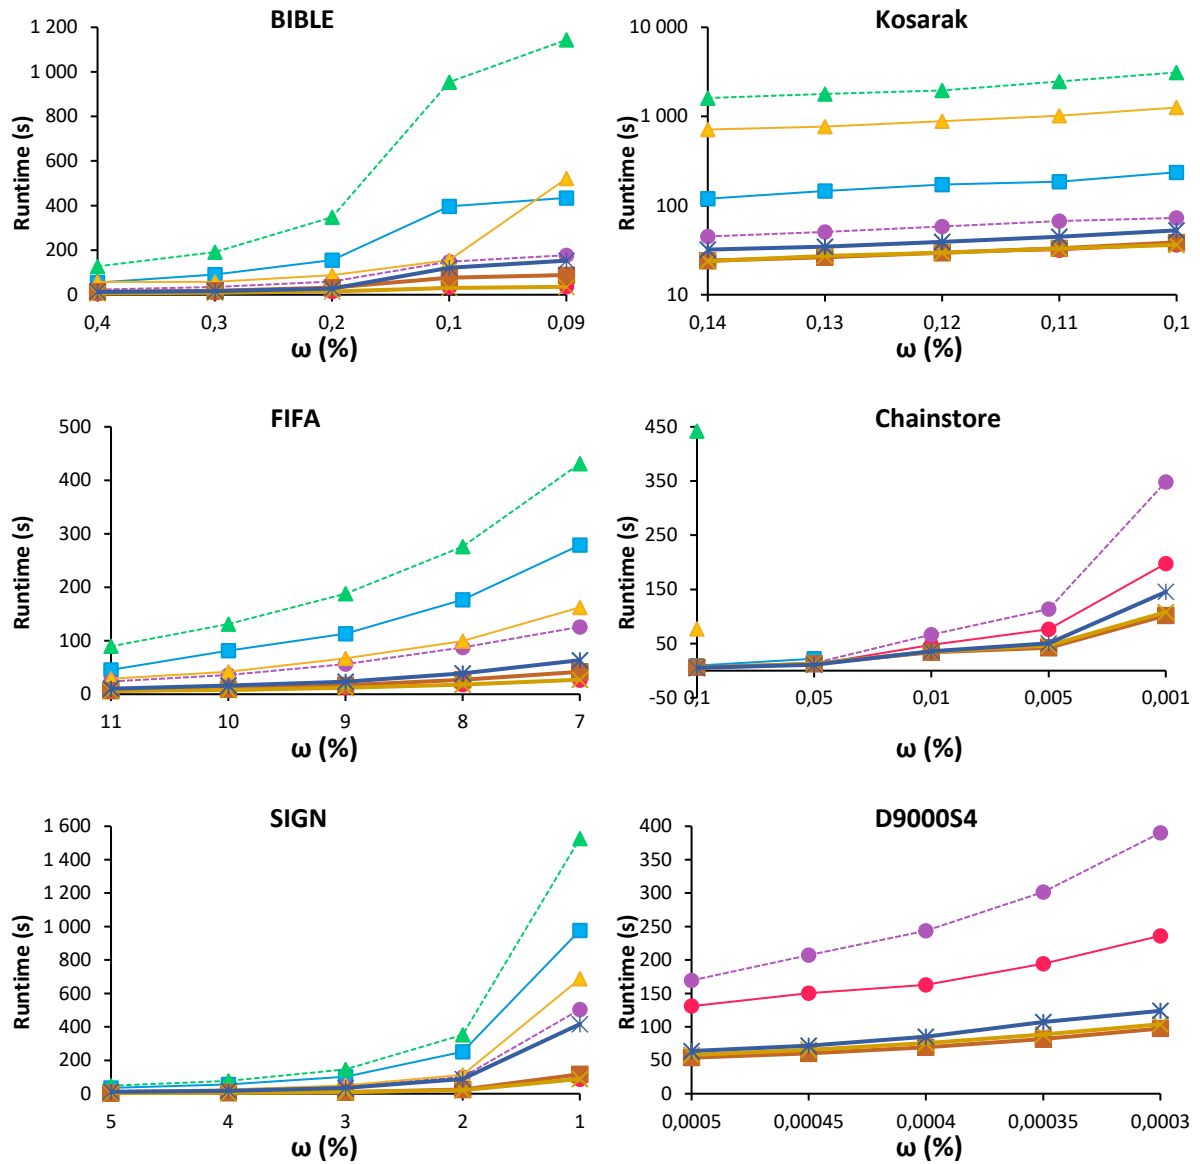 BIBLE
Runtime (s)
1 200
1 000
800
600
400
200
0
0,4 0,3 0,2 0,1 0,09
ω (%)
Kosarak
Runtime (s)
10 000
1 000
100
10
0,14 0,13 0,12 0,11 0,1
ω (%)
FIFA
Runtime (s)
500
400
300
200
100
0
11 10 9 8 7
ω (%)
Chainstore
Runtime (s)
450
350
250
150
50
-50
0,1 0,05 0,01 0,005 0,001
ω (%)
SIGN
Runtime (s)
1 600
1 400
1 200
1 000
800
600
400
200
0
5 4 3 2 1
ω (%)
D9000S4
Runtime (s)
400
350
300
250
200
150
100
50
0
0,0005 0,00045 0,0004 0,00035 0,0003
ω (%)